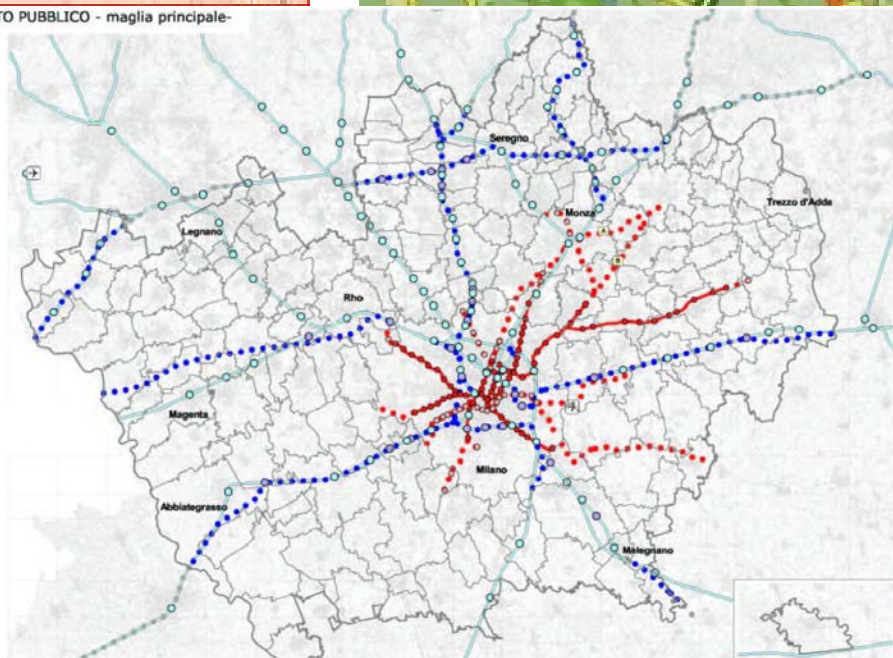 TO PUBBLICO - maglia principale-
Seregno
Trezzo d'Adda
Monza
Legnano
Rho
Magenta
Milano
Abbiategrasso
Melegnano